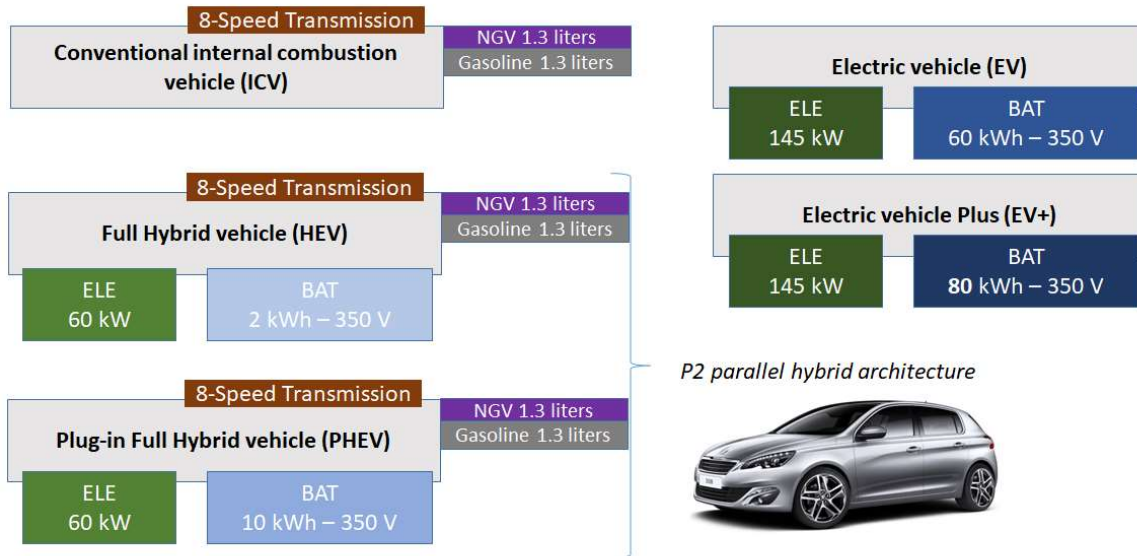 8-Speed Transmission
Conventional internal combustion
vehicle (ICV)
NGV 1.3 liters
Gasoline 1.3 liters
8-Speed Transmission
Full Hybrid vehicle (HEV)
NGV 1.3 liters
Gasoline 1.3 liters
ELE
60 kW
BAT
2 kWh – 350 V
8-Speed Transmission
Plug-in Full Hybrid vehicle (PHEV)
NGV 1.3 liters
Gasoline 1.3 liters
ELE
60 kW
BAT
10 kWh – 350 V
Electric vehicle (EV)
ELE
145 kW
BAT
60 kWh – 350 V
Electric vehicle Plus (EV+)
ELE
145 kW
BAT
80 kWh – 350 V
P2 parallel hybrid architecture